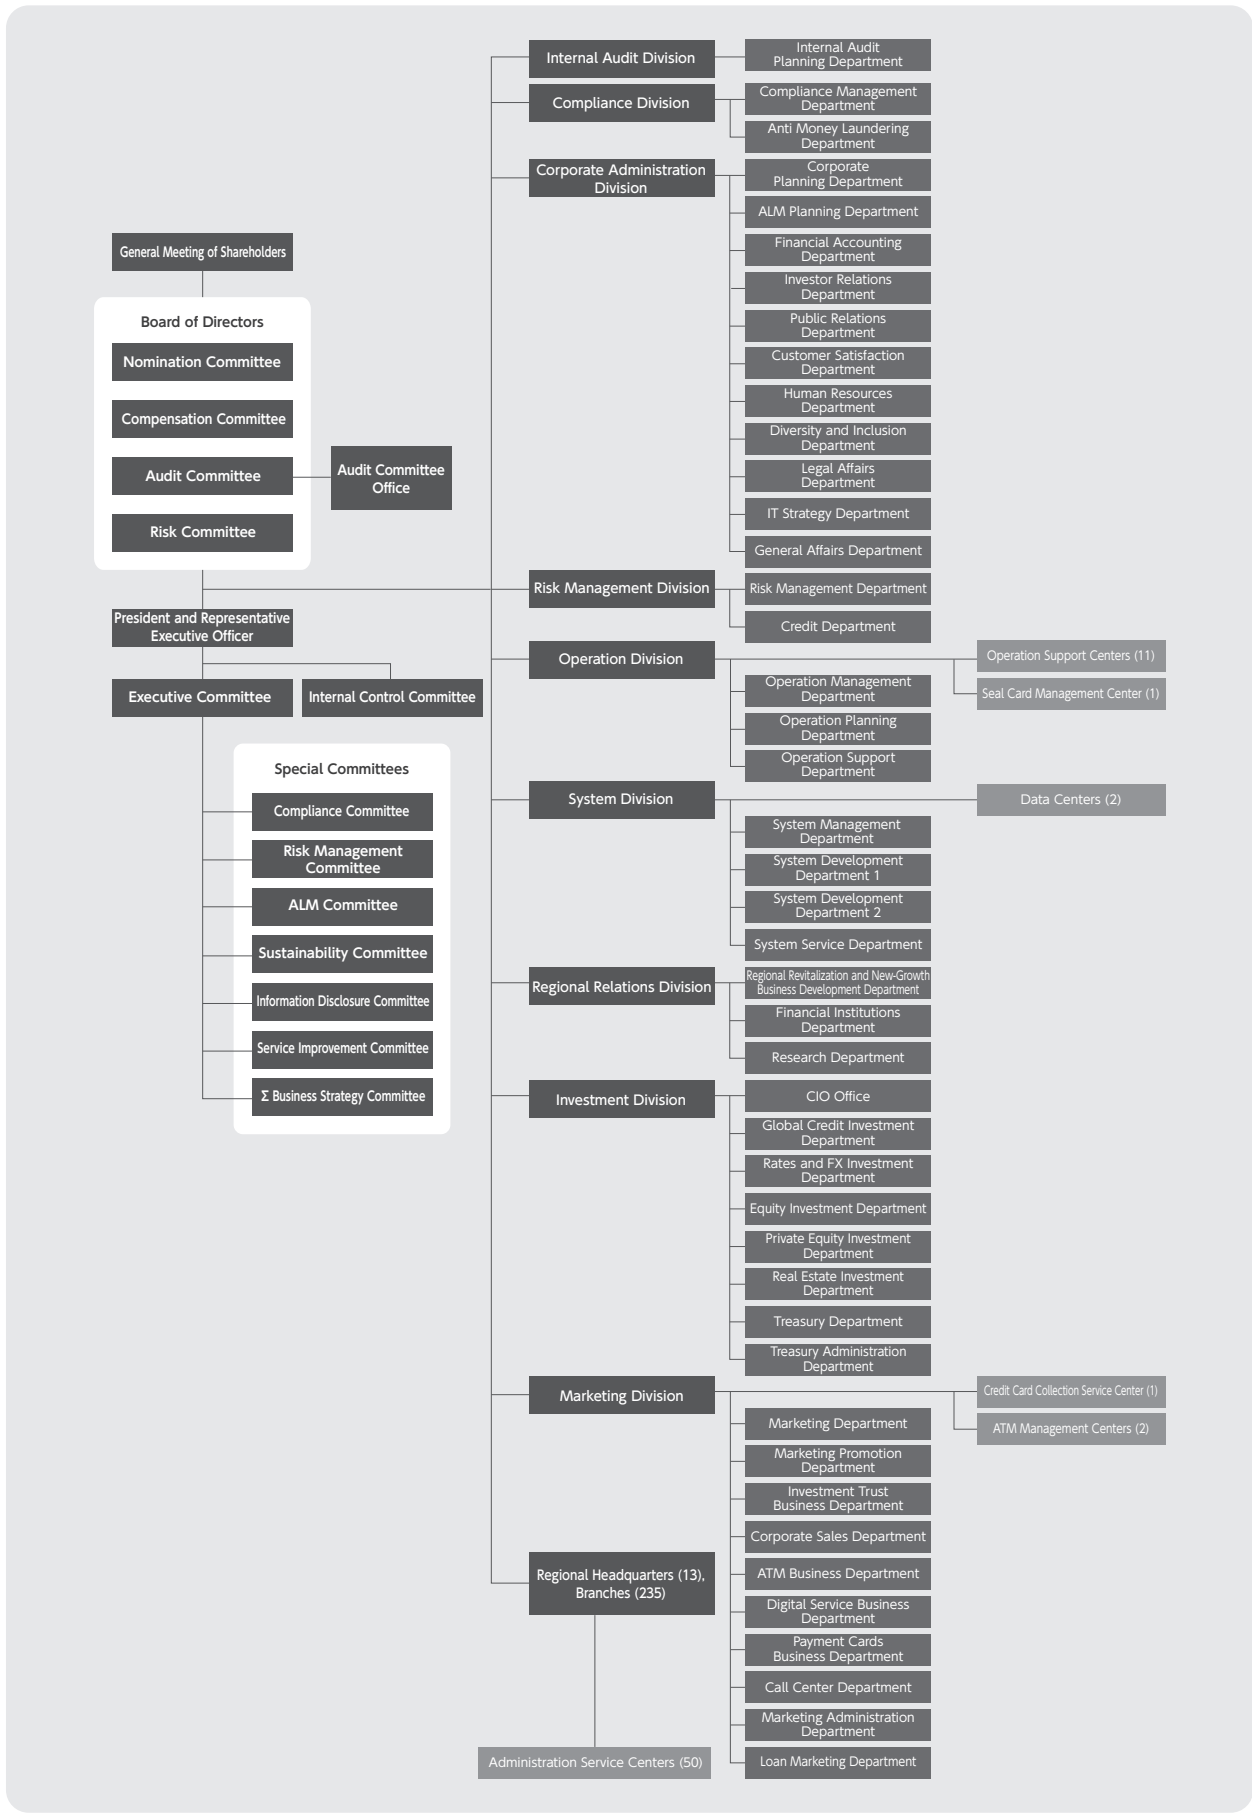 General Meeting of Shareholders
Board of Directors
Nomination Committee
Compensation Committee
Audit Committee
Risk Committee
Audit Committee
Office
President and Representative
Executive Officer
Executive Committee
Internal Control Committee
Special Committees
Compliance Committee
Risk Management
Committee
ALM Committee
Sustainability Committee
Information Disclosure Committee
Service Improvement Committee
Σ Business Strategy Committee
Internal Audit Division
Internal Audit
Planning Department
Compliance Division
Compliance Management
Department
Anti Money Laundering
Department
Corporate Administration
Division
Corporate
Planning Department
ALM Planning Department
Financial Accounting
Department
Investor Relations
Department
Public Relations
Department
Customer Satisfaction
Department
Human Resources
Department
Diversity and Inclusion
Department
Legal Affairs
Department
IT Strategy Department
General Affairs Department
Risk Management Division
Risk Management Department
Credit Department
Operation Division
Operation Support Centers (11)
Seal Card Management Center (1)
Operation Management
Department
Operation Planning
Department
Operation Support
Department
System Division
Data Centers (2)
System Management
Department
System Development
Department 1
System Development
Department 2
System Service Department
Regional Relations Division
Regional Revitalization and New-Growth
Business Development Department
Financial Institutions
Department
Research Department
Investment Division
CIO Office
Global Credit Investment
Department
Rates and FX Investment
Department
Equity Investment Department
Private Equity Investment
Department
Real Estate Investment
Department
Treasury Department
Treasury Administration
Department
Marketing Division
Credit Card Collection Service Center (1)
ATM Management Centers (2)
Marketing Department
Marketing Promotion
Department
Investment Trust
Business Department
Corporate Sales Department
ATM Business Department
Digital Service Business
Department
Payment Cards
Business Department
Call Center Department
Marketing Administration
Department
Loan Marketing Department
Regional Headquarters (13),
Branches (235)
Administration Service Centers (50)